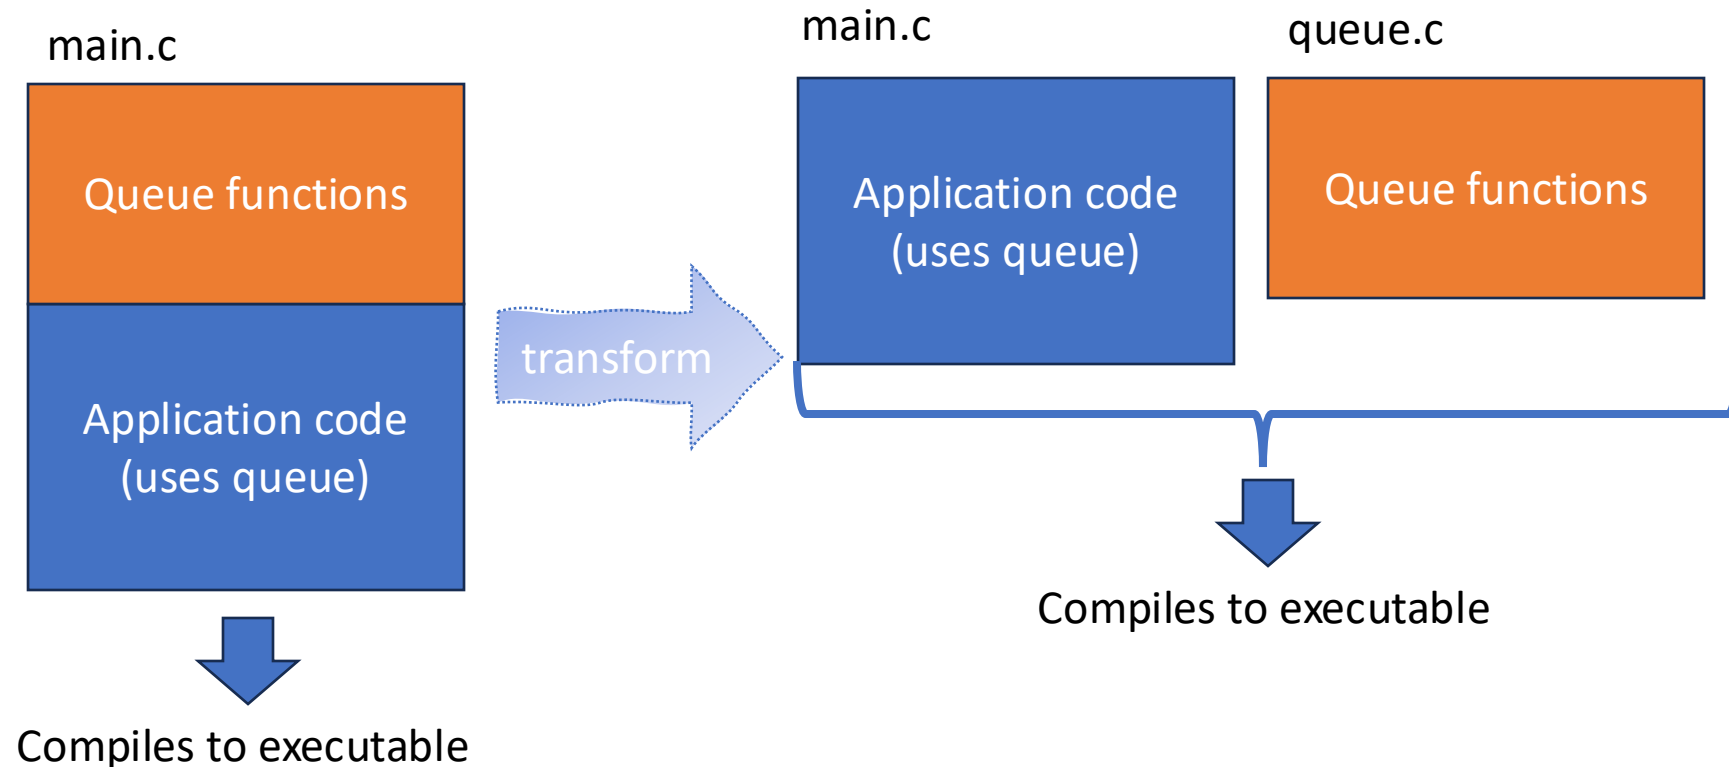 main.c
Queue functions
Application code
(uses queue)
Compiles to executable
transform
main.c
Application code
(uses queue)
queue.c
Queue functions
Compiles to executable